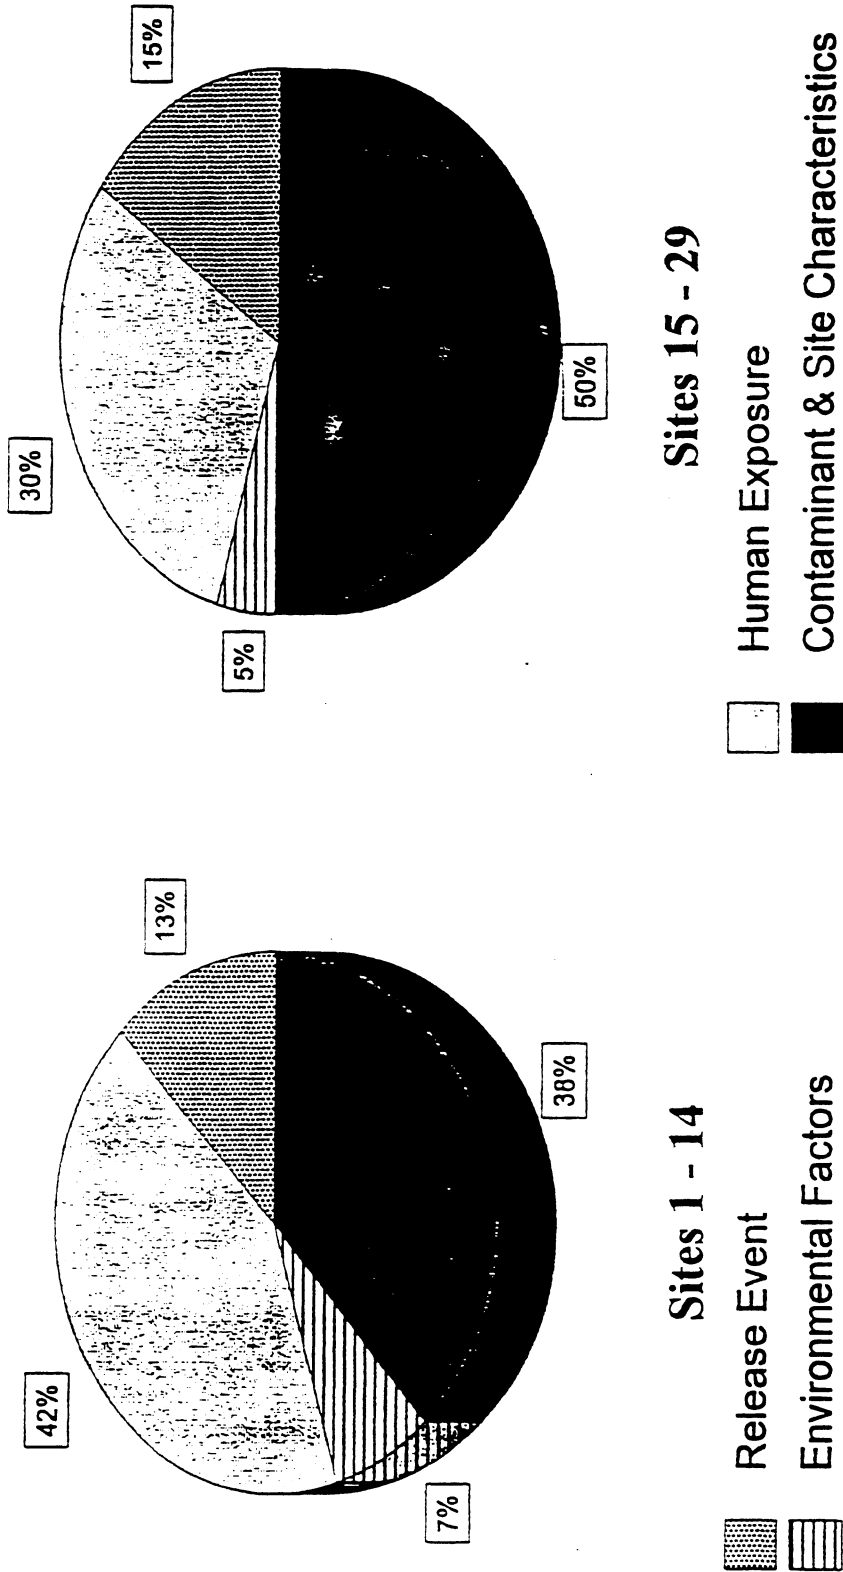 42%
13%
7%
38%
Sites 1 - 14
30%
15%
5%
50%
Sites 15 - 29
Release Event
Human Exposure
Environmental Factors
Contaminant & Site Characteristics